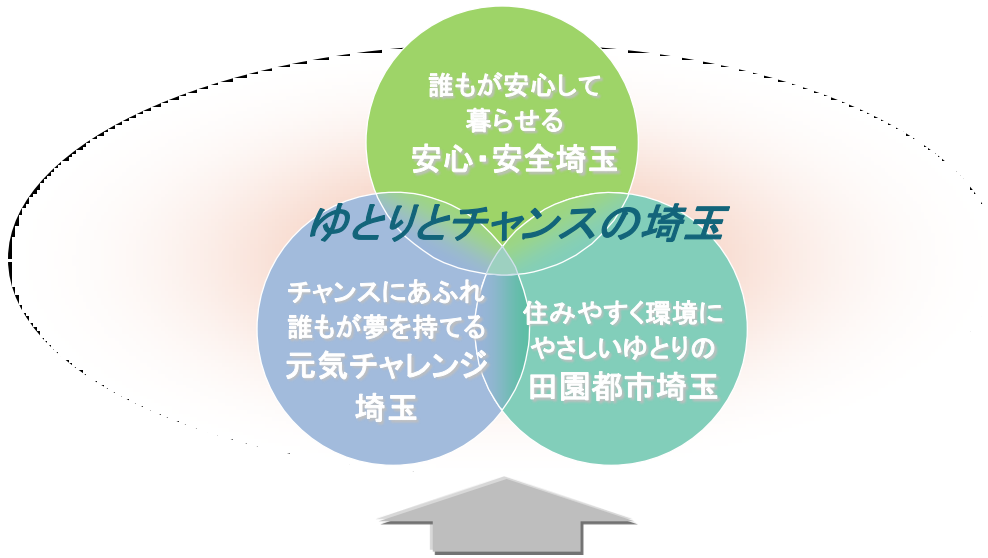 誰もが安心して
暮らせる
安心・安全埼玉
ゆとりとチャンスの埼玉
チャンスにあふれ
誰もが夢を持てる
元気チャレンジ
埼玉
住みやすく環境に
やさしいゆとりの
田園都市埼玉